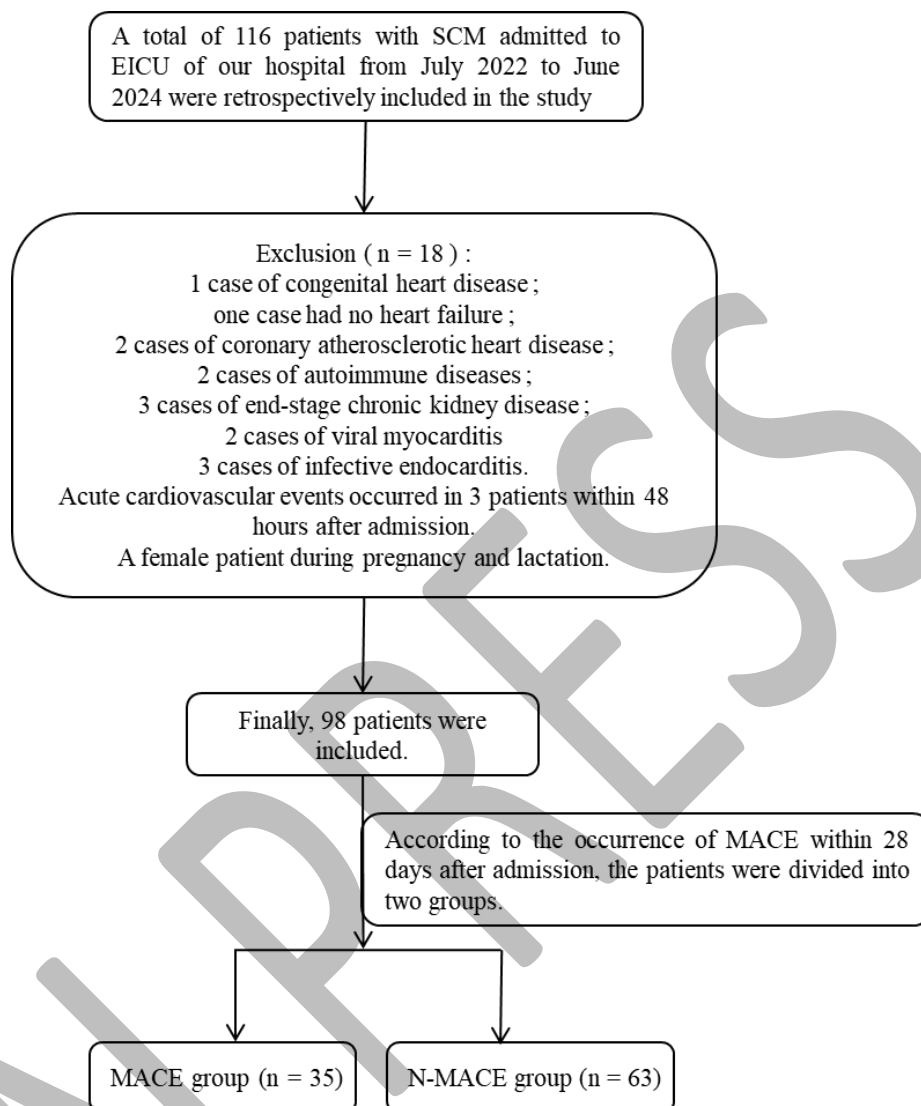 A total of 116 patients with SCM admitted to
EICU of our hospital from July 2022 to June
2024 were retrospectively included in the study
Exclusion ( n = 18 ) :
1 case of congenital heart disease ;
one case had no heart failure ;
2 cases of coronary atherosclerotic heart disease ;
2 cases of autoimmune diseases ;
3 cases of end-stage chronic kidney disease ;
2 cases of viral myocarditis
3 cases of infective endocarditis.
Acute cardiovascular events occurred in 3 patients within 48
hours after admission.
A female patient during pregnancy and lactation.
Finally, 98 patients were
included.
According to the occurrence of MACE within 28
days after admission, the patients were divided into
two groups.
MACE group (n = 35)
N-MACE group (n = 63)
PRESS